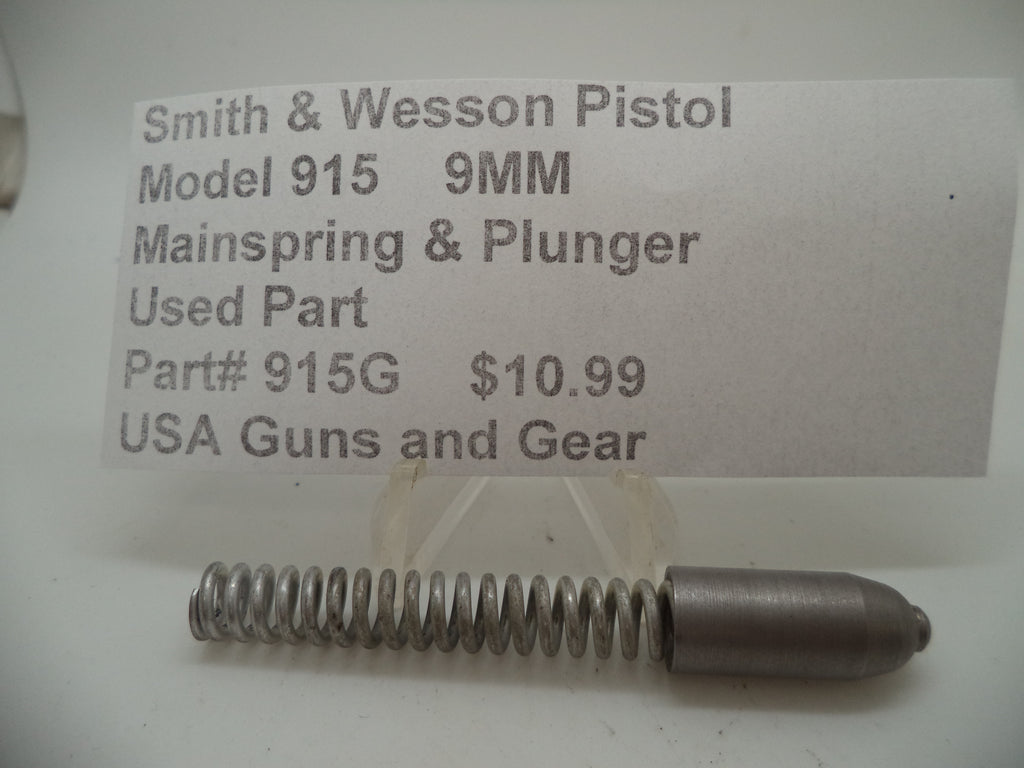 Smith & Wesson Pistol
Model 915 9MM
Mainspring & Plunger
Used Part
Part# 915G $10.99
USA Guns and Gear